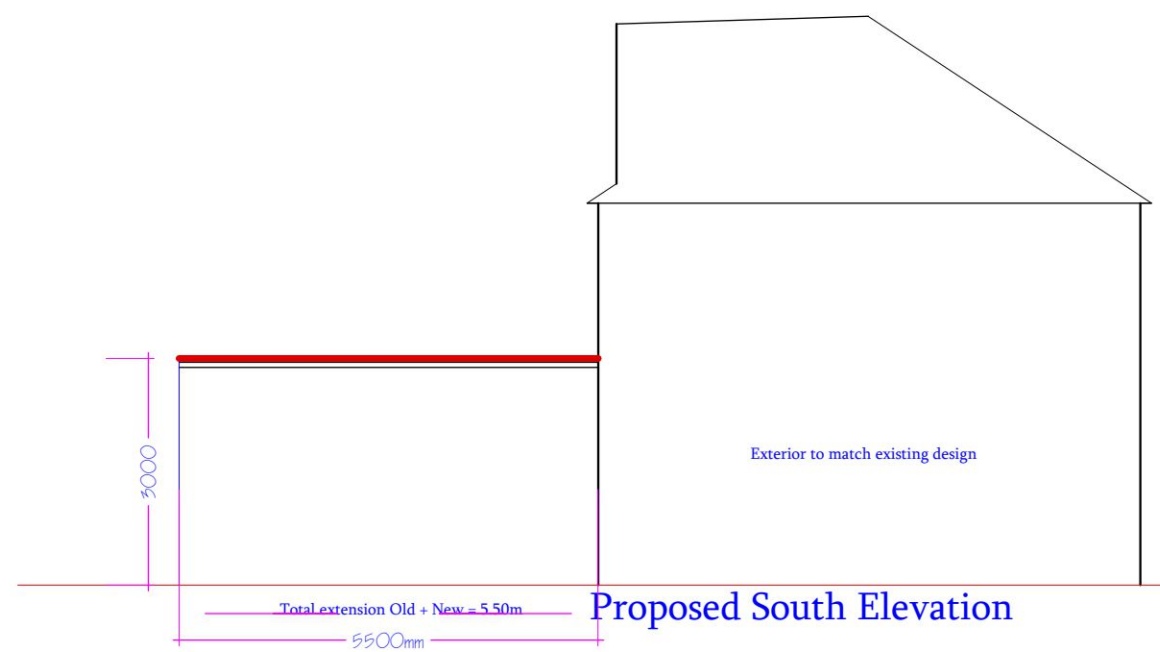 Exterior to match existing design
3000
Total extension Old + New = 5.50m
Proposed South Elevation
5500mm